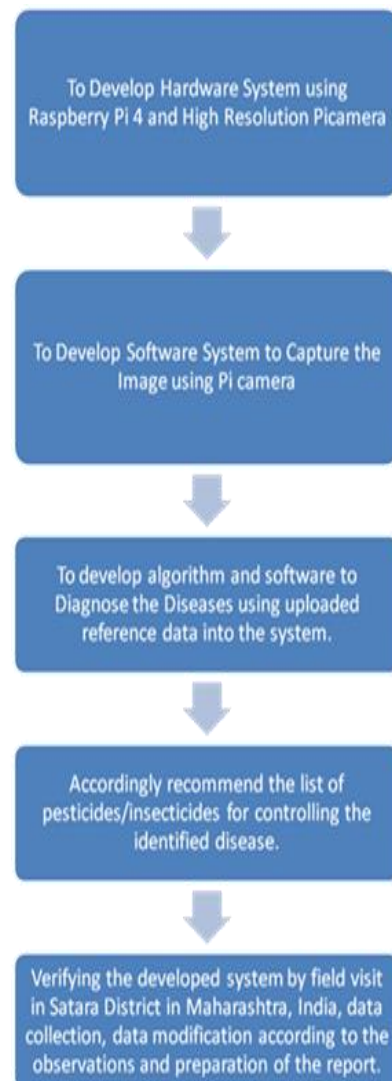 To Develop Hardware System using
Raspberry Pi 4 and High Resolution Picamera
To Develop Software System to Capture the
Image using Pi camera
To develop algorithm and software to
Diagnose the Diseases using uploaded
reference data into the system.
Accordingly recommend the list of
pesticides/insecticides for controlling the
identified disease.
Verifying the developed system by field visit
in Satara District in Maharashtra, India, data
collection, data modification according to the
observations and preparation of the report.